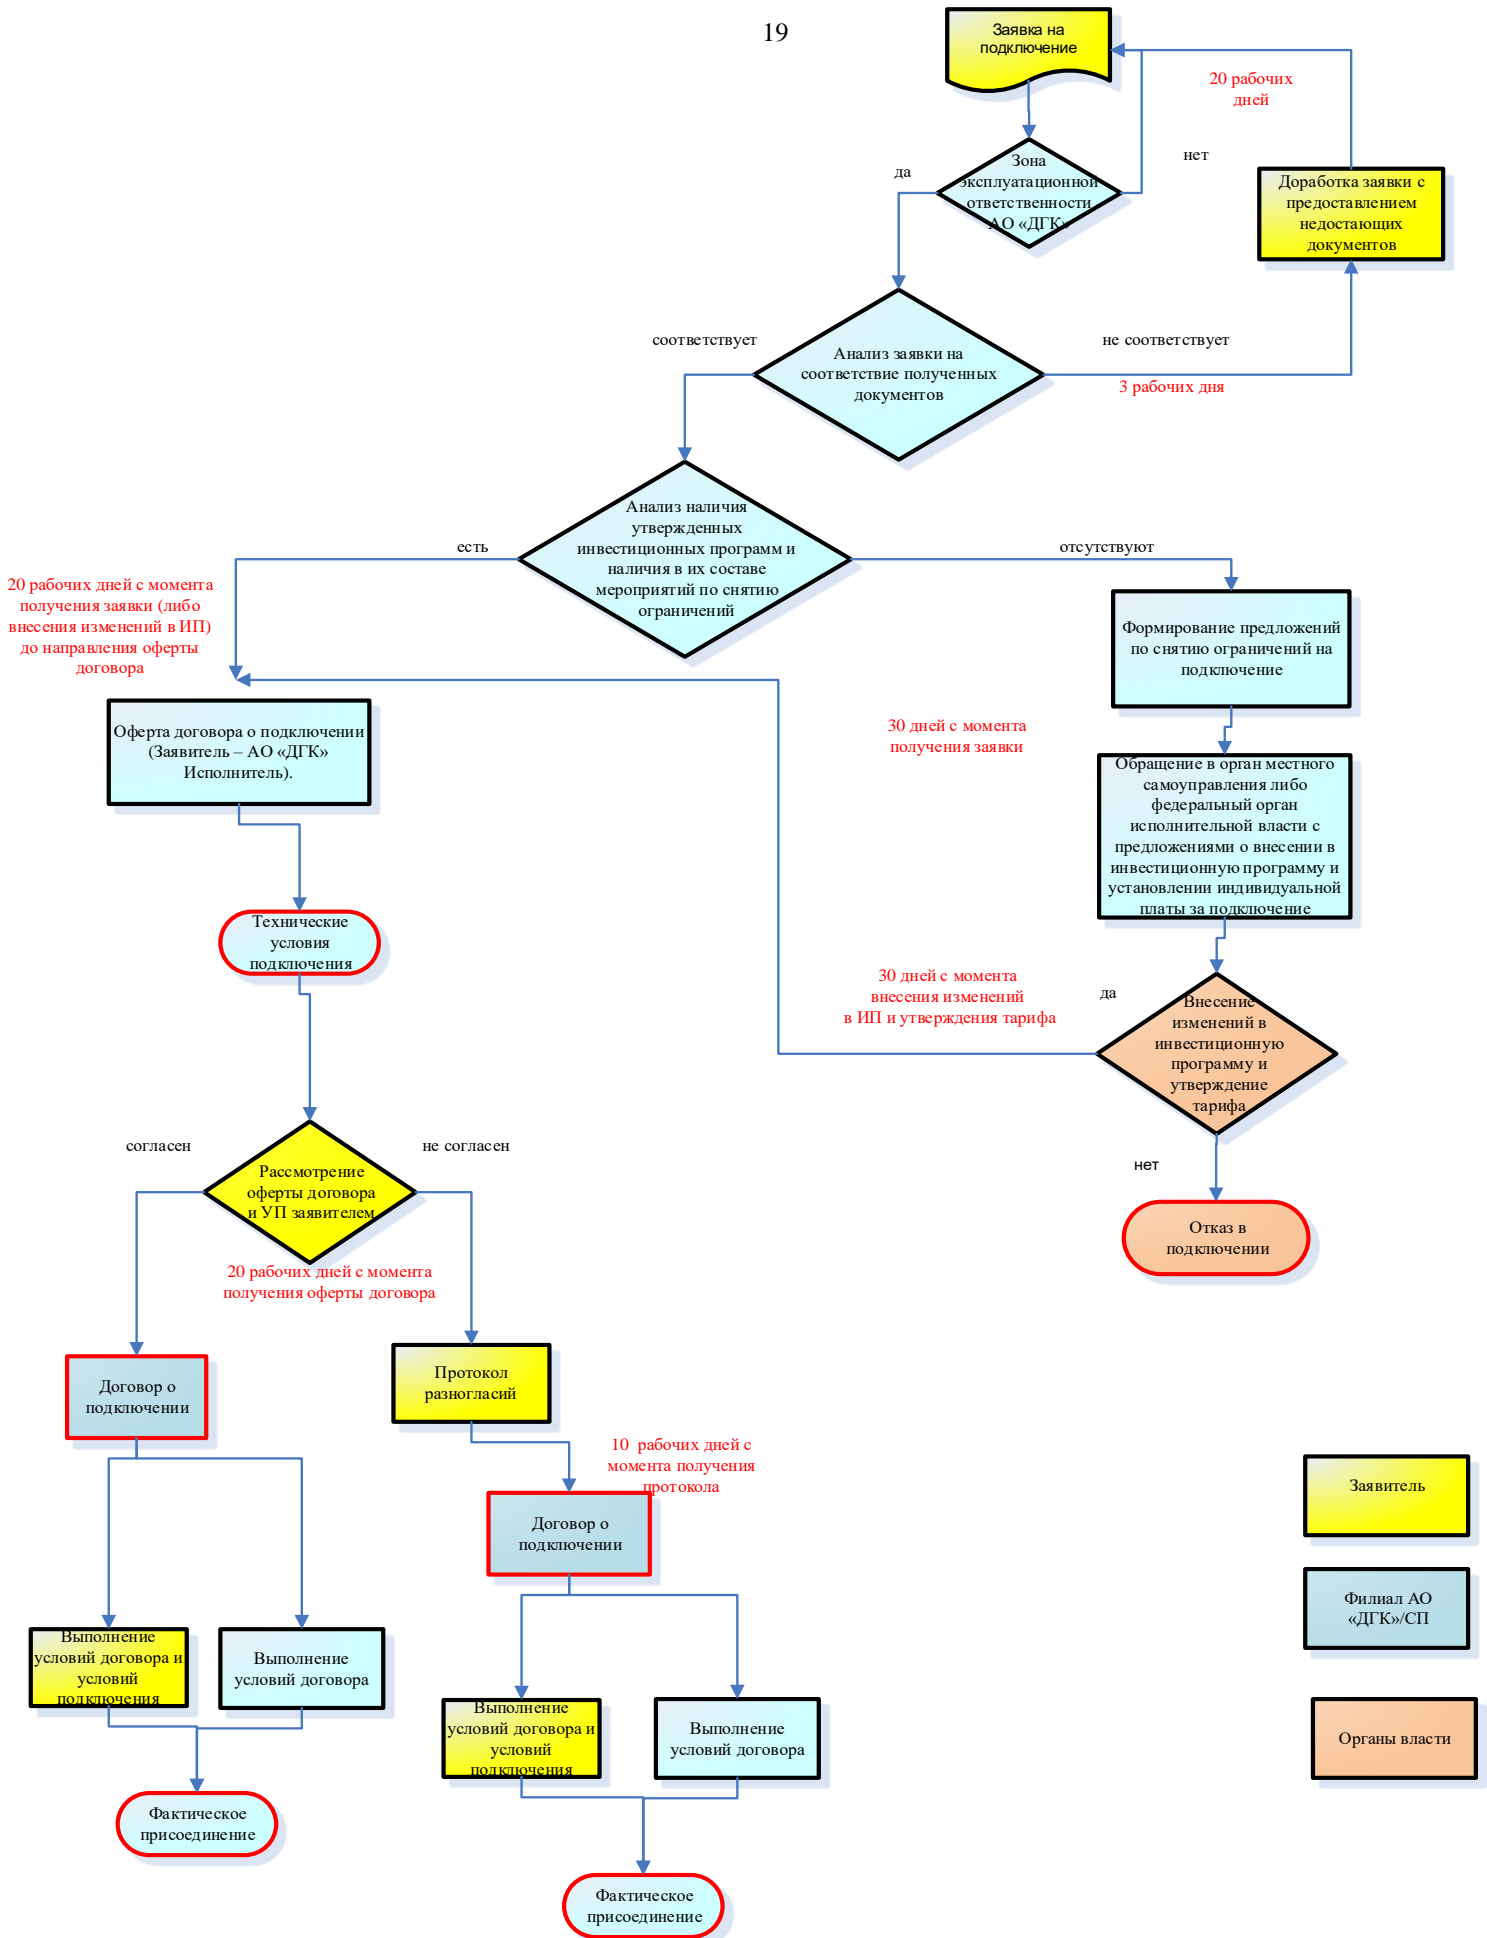 19
Заявка на
подключение
20 рабочих
дней
нет
да
Зона
эксплуатационной
ответственности
АО «ДГК»
Доработка заявки с
предоставлением
недостающих
документов
соответствует
не соответствует
3 рабочих дня
Анализ заявки на
соответствие полученных
документов
Анализ наличия
утвержденных
инвестиционных программ и
наличия в их составе
мероприятий по снятию
ограничений
есть
отсутствуют
20 рабочих дней с момента
получения заявки (либо
внесения изменений в ИП)
до направления оферты
договора
Формирование предложений
по снятию ограничений на
подключение
Оферта договора о подключении
(Заявитель – АО «ДГК»
Исполнитель).
30 дней с момента
получения заявки
Обращение в орган местного
самоуправления либо
федеральный орган
исполнительной власти с
предложениями о внесении в
инвестиционную программу и
установлении индивидуальной
платы за подключение
Технические
условия
подключения
30 дней с момента
внесения изменений
в ИП и утверждения тарифа
да
Внесение
изменений в
инвестиционную
программу и
утверждение
тарифа
согласен
не согласен
Рассмотрение
оферты договора
и УП заявителем
нет
Отказ в
подключении
20 рабочих дней с момента
получения оферты договора
Договор о
подключении
Протокол
разногласий
10 рабочих дней с
момента получения
протокола
Договор о
подключении
Заявитель
Филиал АО
«ДГК»/СП
Выполнение
условий договора и
условий
подключения
Выполнение
условий договора
Выполнение
условий договора и
условий
подключения
Выполнение
условий договора
Органы власти
Фактическое
присоединение
Фактическое
присоединение